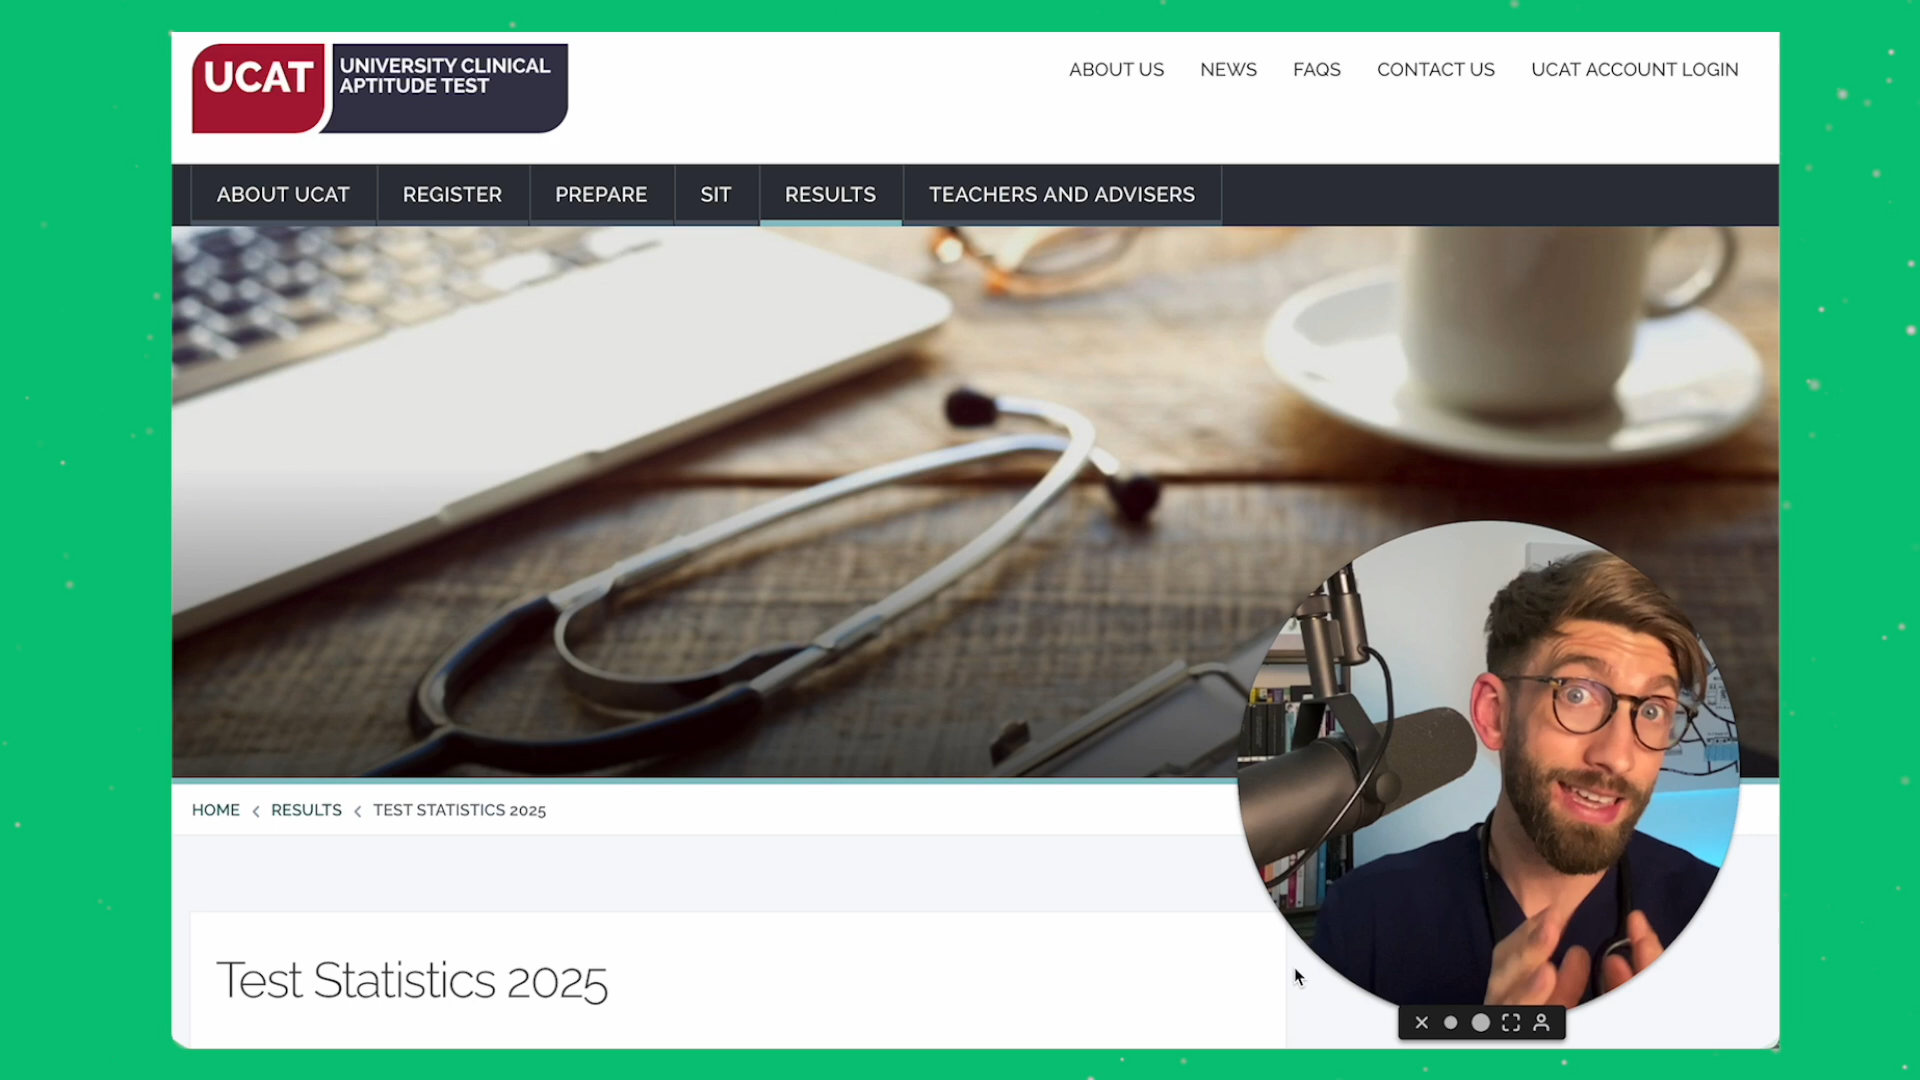 UCAT
UNIVERSITY CLINICAL
APTITUDE TEST
ABOUT US
NEWS
FAQS
CONTACT US
UCAT ACCOUNT LOGIN
ABOUT UCAT
REGISTER
PREPARE
SIT
RESULTS
TEACHERS AND ADVISERS
HOME < RESULTS < TEST STATISTICS 2025
Test Statistics 2025